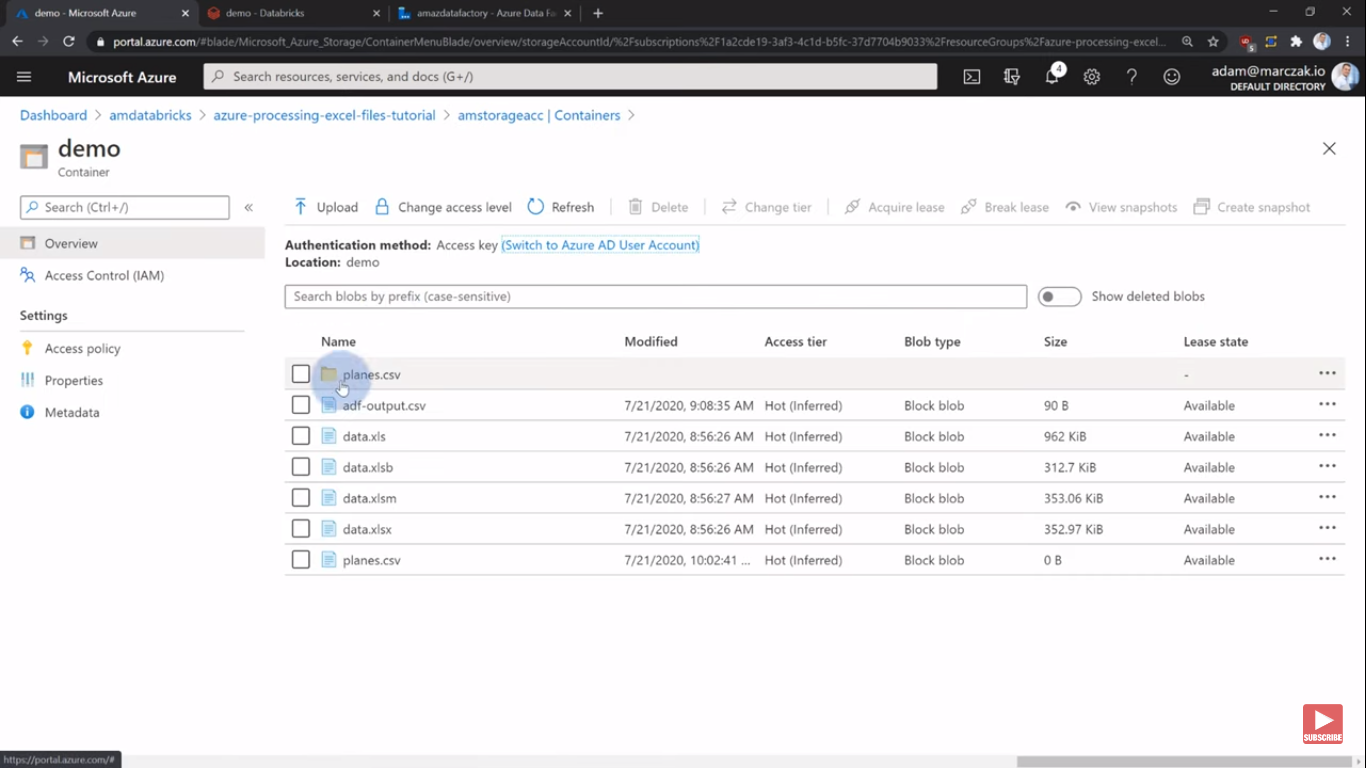 demo - Microsoft Azure
demo - Databricks
amazdatafactory - Azure Data Fa
portal.azure.com/#blade/Microsoft_Azure_Storage/ContainerMenuBlade/overview/storageAccountId/%2Fsubscriptions%2F1a2cde19-3af3-4c1d-b5fc-37d7704b9033%2FresourceGroups%2Fazure-processing-excel...
5
Microsoft Azure
Search resources, services, and docs (G+/)
4
adam@marczak.io
DEFAULT DIRECTORY
Dashboard > amdatabricks > azure-processing-excel-files-tutorial > amstorageacc | Containers >
demo
Container
Search (Ctrl+/)
«
Upload Change access level Refresh Delete Change tier Acquire lease Break lease View snapshots Create snapshot
Overview
Access Control (IAM)
Settings
Access policy
Properties
Metadata
Authentication method: Access key (Switch to Azure AD User Account)
Location: demo
Search blobs by prefix (case-sensitive)
Show deleted blobs
Name Modified Access tier Blob type Size Lease state
planes.csv - ...
adf-output.csv 7/21/2020, 9:08:35 AM Hot (Inferred) Block blob 90 B Available ...
data.xls 7/21/2020, 8:56:26 AM Hot (Inferred) Block blob 962 KiB Available ...
data.xlsb 7/21/2020, 8:56:26 AM Hot (Inferred) Block blob 312.7 KiB Available ...
data.xlsm 7/21/2020, 8:56:27 AM Hot (Inferred) Block blob 353.06 KiB Available ...
data.xlsx 7/21/2020, 8:56:26 AM Hot (Inferred) Block blob 352.97 KiB Available ...
planes.csv 7/21/2020, 10:02:41 ... Hot (Inferred) Block blob 0 B Available ...
SUBSCRIBE
https://portal.azure.com/#